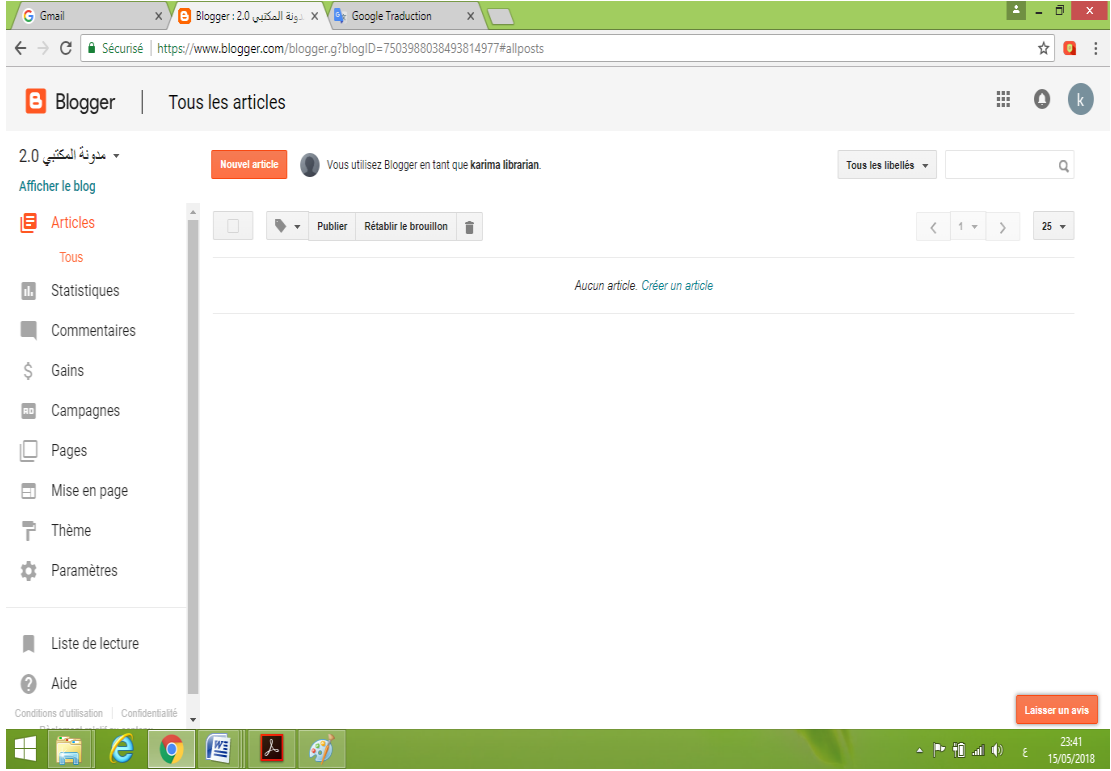 Gmail
Blogger : مدونة المكتبي 2.0
Google Traduction
Sécurisé | https://www.blogger.com/blogger.g?blogID=7503988038493814977#allposts
Blogger | Tous les articles
k
مدونة المكتبي 2.0
Afficher le blog
Nouvel article
Vous utilisez Blogger en tant que karima librarian.
Tous les libellés
Articles
Tous
Publier
Rétablir le brouillon
1
25
Aucun article. Créer un article
Statistiques
Commentaires
Gains
Campagnes
Pages
Mise en page
Thème
Paramètres
Liste de lecture
Aide
Conditions d'utilisation | Confidentialité
Laisser un avis
ع
23:41
15/05/2018